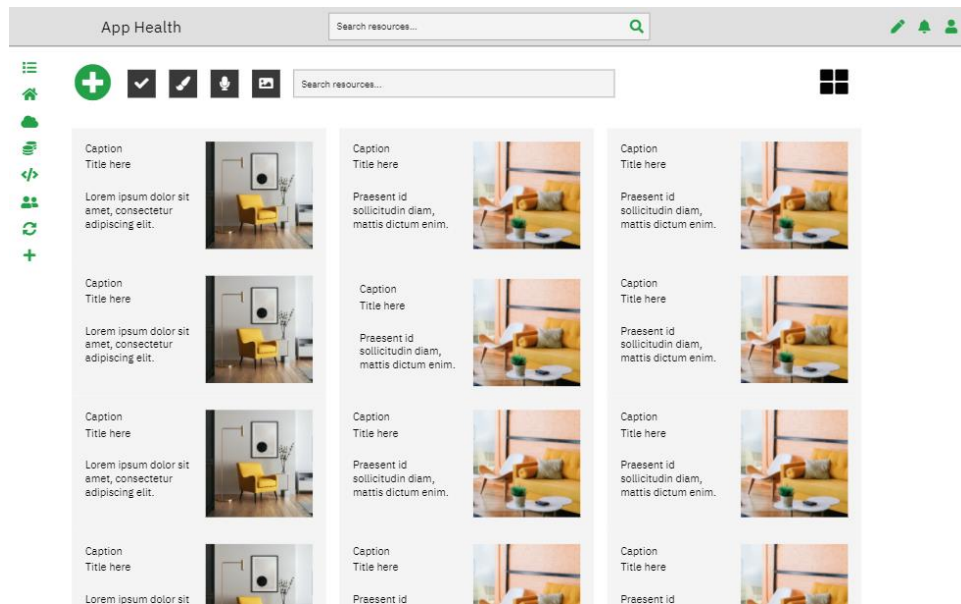 App Health
Search resources...
Search resources...
Caption
Title here
Lorem ipsum dolor sit
amet, consectetur
adipiscing elit.
Caption
Title here
Praesent id
sollicitudin diam,
mattis dictum enim.
Caption
Title here
Praesent id
sollicitudin diam,
mattis dictum enim.
Caption
Title here
Lorem ipsum dolor sit
amet, consectetur
adipiscing elit.
Caption
Title here
Praesent id
sollicitudin diam,
mattis dictum enim.
Caption
Title here
Praesent id
sollicitudin diam,
mattis dictum enim.
Caption
Title here
Lorem ipsum dolor sit
amet, consectetur
adipiscing elit.
Caption
Title here
Praesent id
sollicitudin diam,
mattis dictum enim.
Caption
Title here
Praesent id
sollicitudin diam,
mattis dictum enim.
Caption
Title here
Lorem ipsum dolor sit
Caption
Title here
Praesent id
Caption
Title here
Praesent id